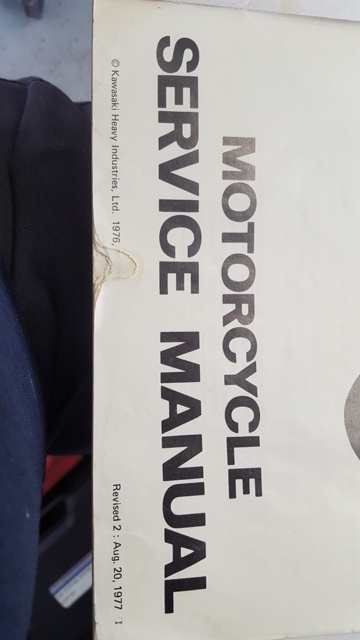 MOTORCYCLE
SERVICE MANUAL
© Kawasaki Heavy Industries, Ltd. 1976, Revised 2 : Aug. 20, 1977